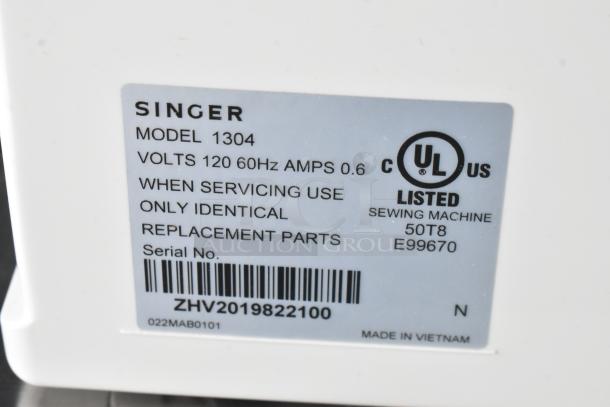 SINGER
MODEL 1304
VOLTS 120 60Hz AMPS 0.6
WHEN SERVICING USE
ONLY IDENTICAL
REPLACEMENT PARTS
Serial No.
ZHV2019822100
022MAB0101
C UL® US
LISTED
SEWING MACHINE
50T8
E99670
N
MADE IN VIETNAM
PCI
AUCTION GROUP